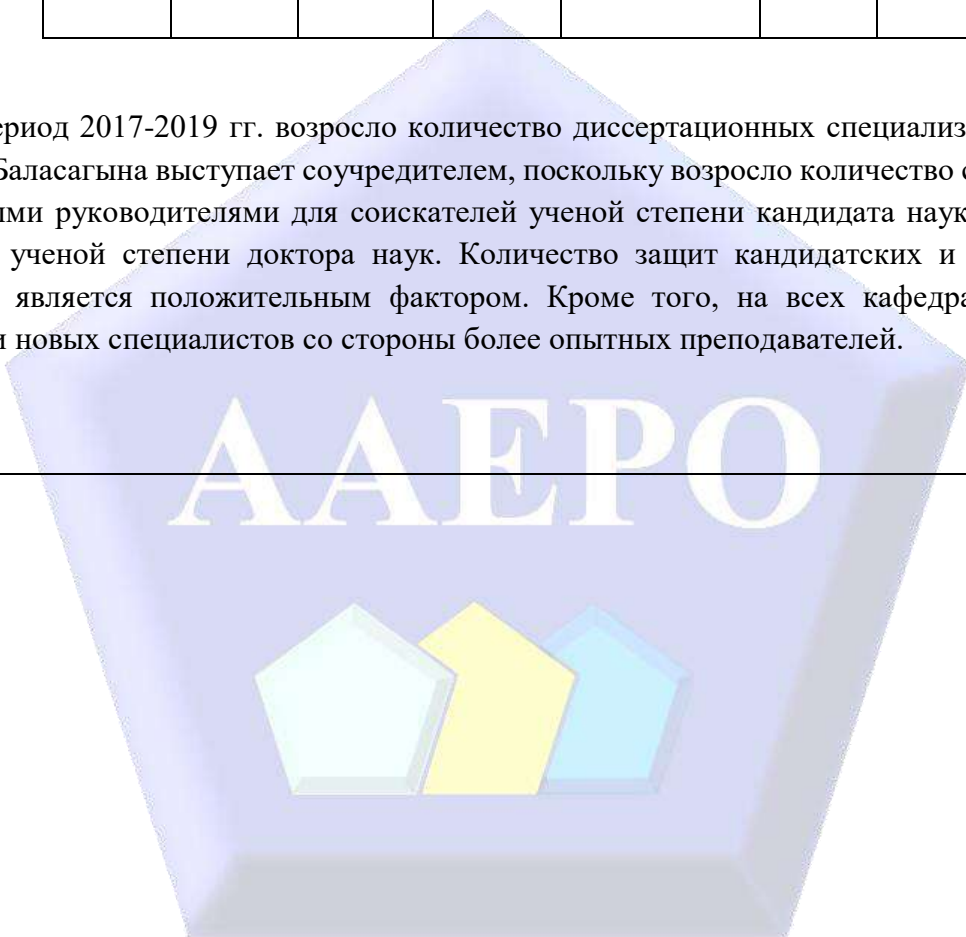 ериод 2017-2019 гг. возросло количество диссертационных специализ
Баласагына выступает соучредителем, поскольку возросло количество
ыми руководителями для соискателей ученой степени кандидата наук
ученой степени доктора наук. Количество защит кандидатских и
является положительным фактором. Кроме того, на всех кафедра
и новых специалистов со стороны более опытных преподавателей.
AAEPO